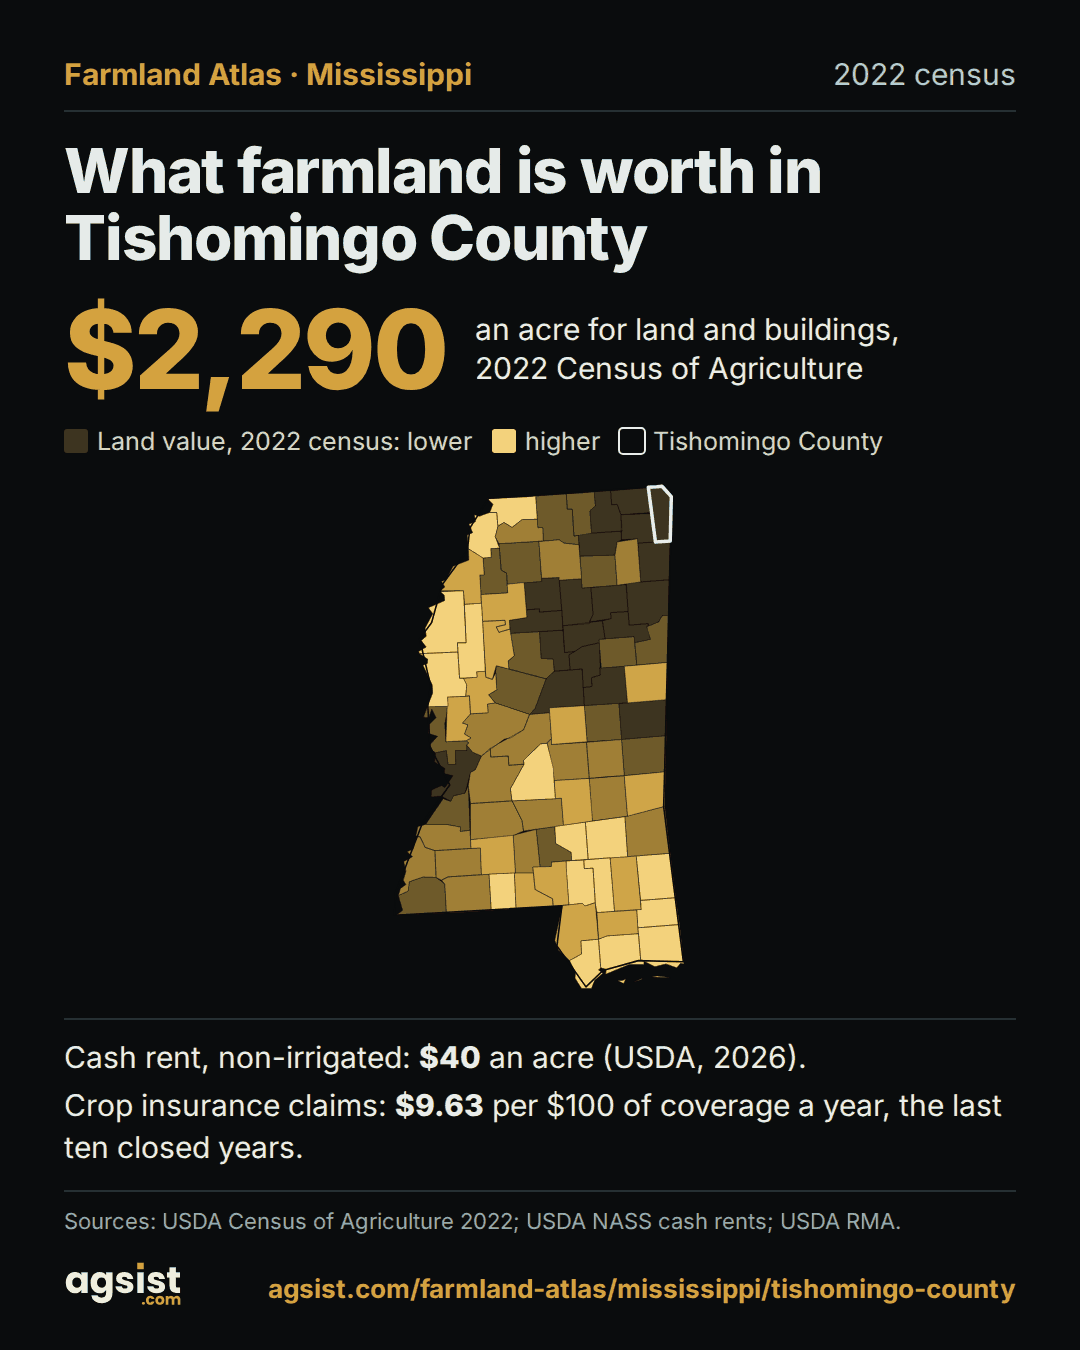 Farmland Atlas · Mississippi
2022 census
What farmland is worth in
Tishomingo County
$2,290
an acre for land and buildings,
2022 Census of Agriculture
Land value, 2022 census: lower
higher
Tishomingo County
Cash rent, non-irrigated: $40 an acre (USDA, 2026).
Crop insurance claims: $9.63 per $100 of coverage a year, the last
ten closed years.
Sources: USDA Census of Agriculture 2022; USDA NASS cash rents; USDA RMA.
agsist
.com
agsist.com/farmland-atlas/mississippi/tishomingo-county